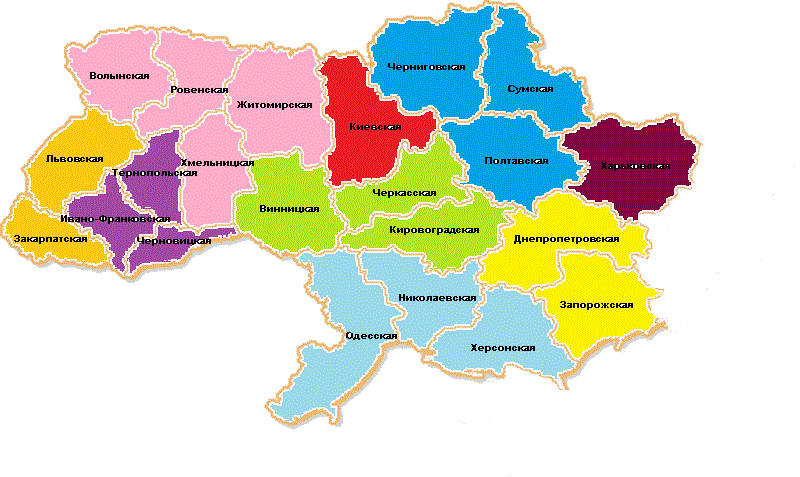 Черниговская
Волынская
Ровенская
Сумская
Житомирская
Киевская
Львовская
Хмельницкая
Полтавская
Харьковская
Тернопольская
Черкасская
Винницкая
Ивано-Франковская
Кировоградская
Закарпатская
Черновицкая
Днепропетровская
Николаевская
Запорожская
Одесская
Херсонская